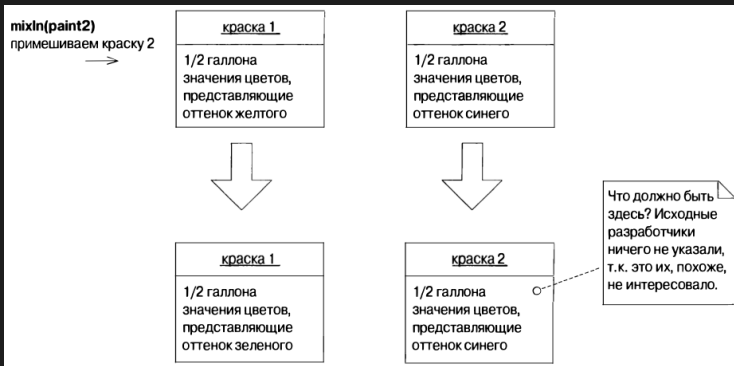 mixIn(paint2)
примешиваем краску 2
краска 1
1/2 галлона
значения цветов,
представляющие
оттенок желтого
краска 2
1/2 галлона
значения цветов,
представляющие
оттенок синего
краска 1
1/2 галлона
значения цветов,
представляющие
оттенок зеленого
краска 2
1/2 галлона
значения цветов,
представляющие
оттенок синего
Что должно быть
здесь? Исходные
разработчики
ничего не указали,
т.к. это их, похоже,
не интересовало.